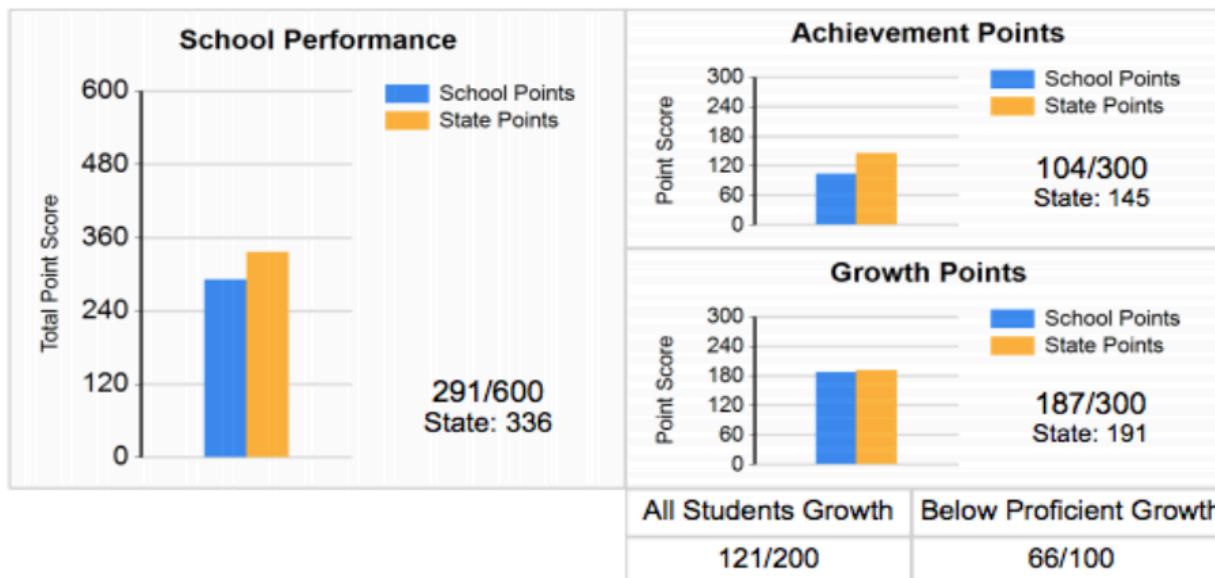 School Performance
600
480
360
240
120
0
Total Point Score
School Points
State Points
291/600
State: 336
Achievement Points
300
240
180
120
60
0
Point Score
School Points
State Points
104/300
State: 145
Growth Points
300
240
180
120
60
0
Point Score
School Points
State Points
187/300
State: 191
All Students Growth
Below Proficient Growth
121/200
66/100